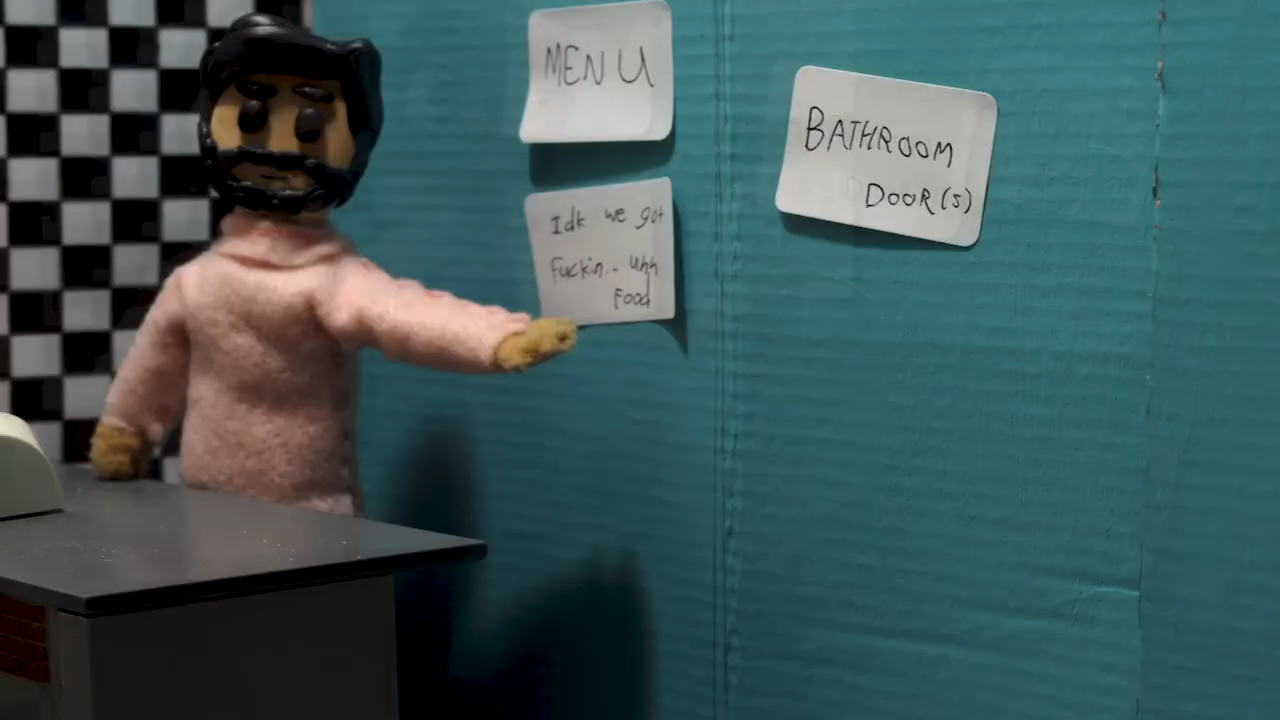 MENU
Idk we got
Fuckin.. uhh
Food
BATHROOM
DOOR(S)